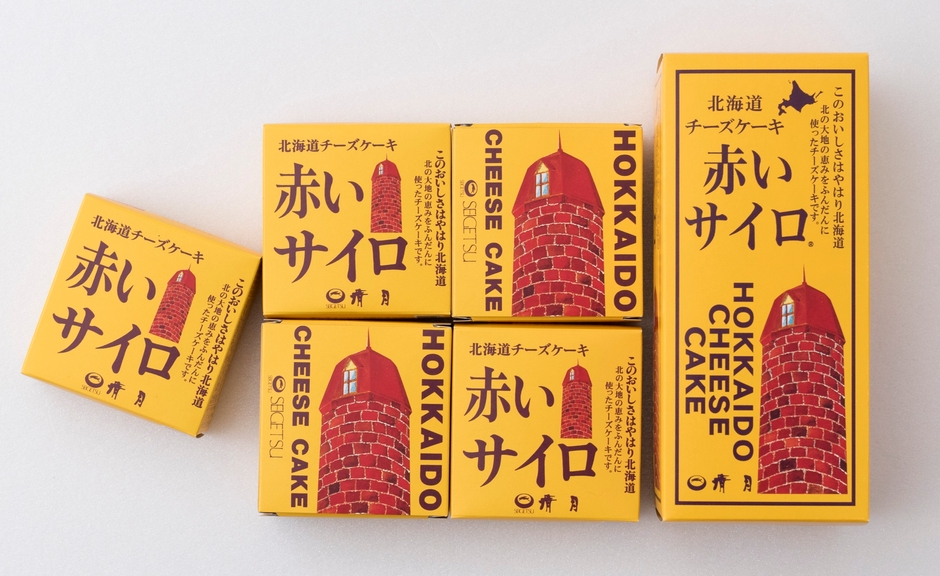 北海道チーズケーキ
赤い
サイロ
このおいしさはやはり北海道
北の大地の恵みをふんだんに
使ったチーズケーキです。
SEIGETSU
清月
北海道チーズケーキ
赤い
サイロ
このおいしさはやはり北海道
北の大地の恵みをふんだんに
使ったチーズケーキです。
SEIGETSU
清月
HOKKAIDO
CHEESE CAKE
SEIGETSU
HOKKAIDO
CHEESE CAKE
SEIGETSU
北海道チーズケーキ
赤い
サイロ
このおいしさはやはり北海道
北の大地の恵みをふんだんに
使ったチーズケーキです。
SEIGETSU
清月
北海道
チーズケーキ
赤い
サイロ®
このおいしさはやはり北海道
北の大地の恵みをふんだんに
使ったチーズケーキです。
HOKKAIDO
CHEESE
CAKE
清月